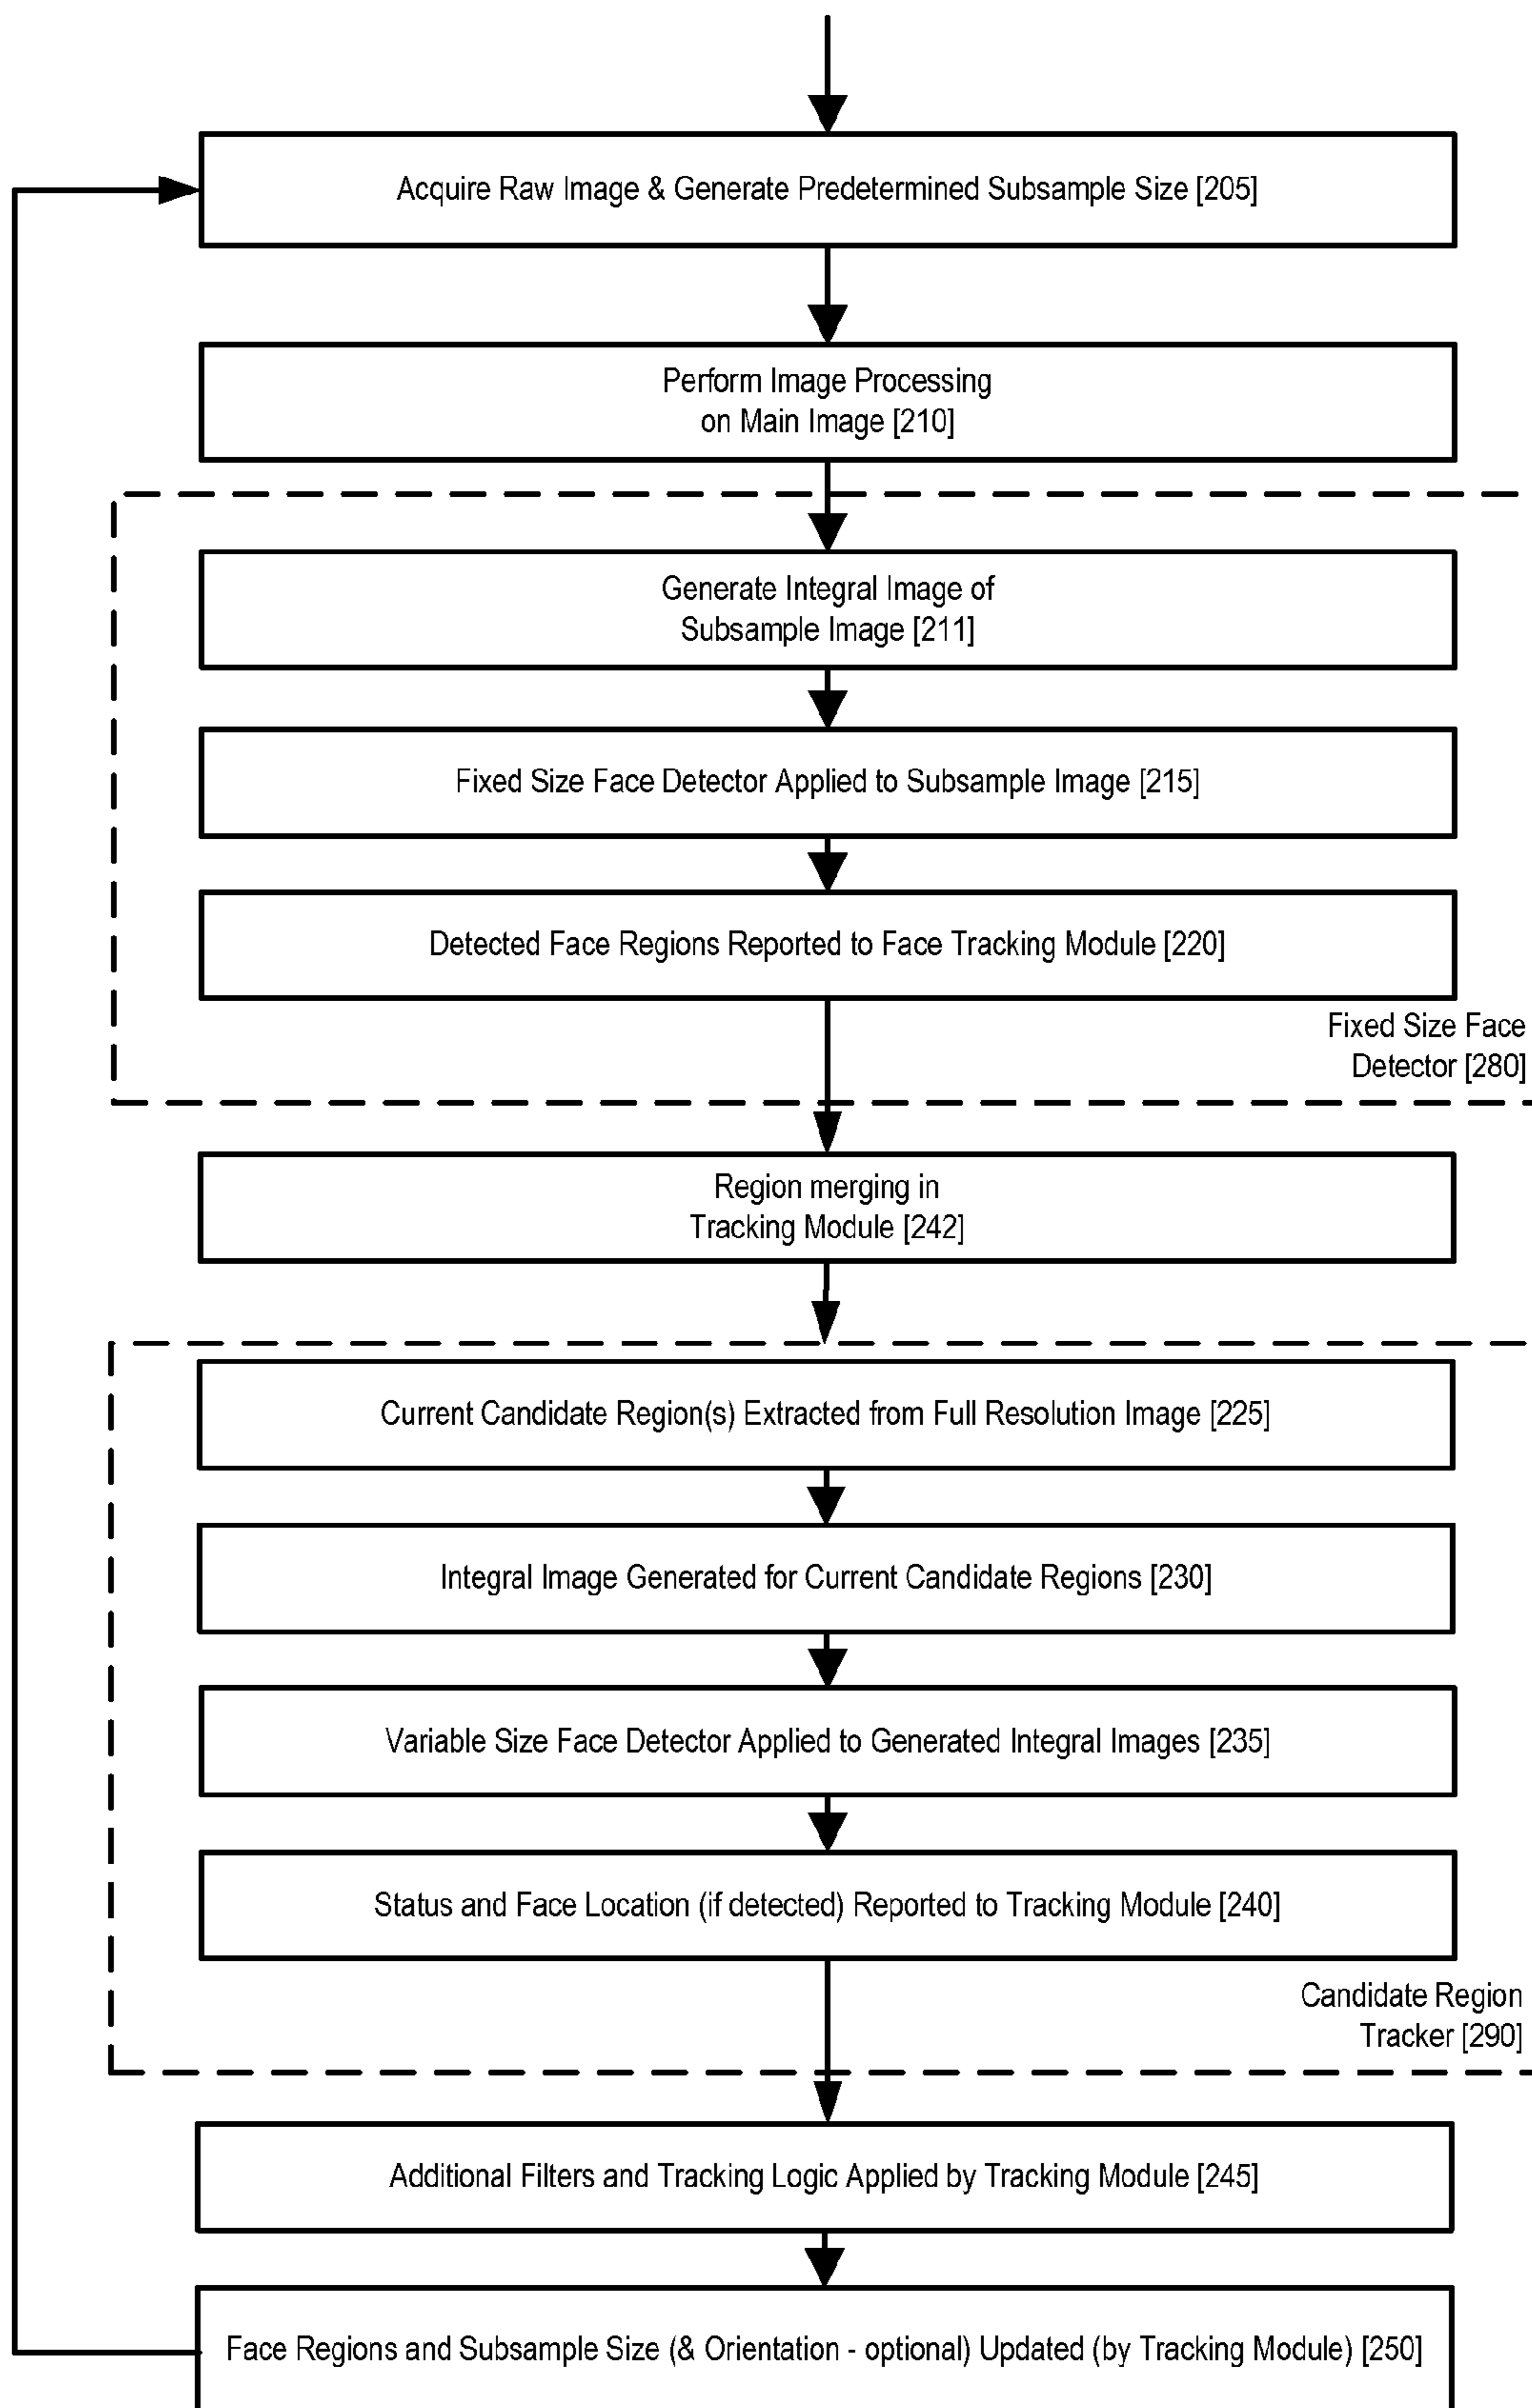 Acquire Raw Image & Generate Predetermined Subsample Size [205]
Perform Image Processing
on Main Image [210]
Generate Integral Image of
Subsample Image [211]
Fixed Size Face Detector Applied to Subsample Image [215]
Detected Face Regions Reported to Face Tracking Module [220]
Fixed Size Face
Detector [280]
Region merging in
Tracking Module [242]
Current Candidate Region(s) Extracted from Full Resolution Image [225]
Integral Image Generated for Current Candidate Regions [230]
Variable Size Face Detector Applied to Generated Integral Images [235]
Status and Face Location (if detected) Reported to Tracking Module [240]
Candidate Region
Tracker [290]
Additional Filters and Tracking Logic Applied by Tracking Module [245]
Face Regions and Subsample Size (& Orientation - optional) Updated (by Tracking Module) [250]